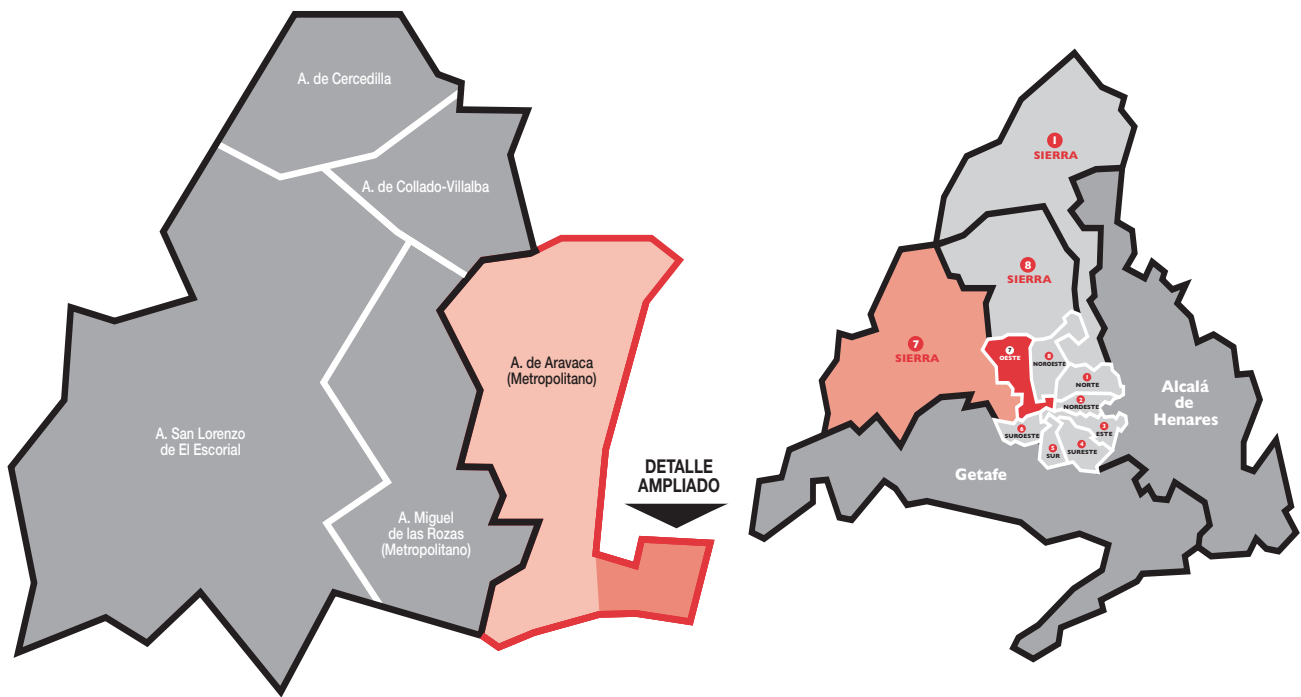 A. de Cercedilla
A. de Collado-Villalba
A. de Aravaca
(Metropolitano)
A. San Lorenzo
de El Escorial
DETALLE
AMPLIADO
A. Miguel
de las Rozas
(Metropolitano)
1
SIERRA
8
SIERRA
7
SIERRA
7
OESTE
8
NOROESTE
1
NORTE
2
NORDESTE
3
ESTE
4
SURESTE
5
SUR
6
SUROESTE
Alcalá
de
Henares
Getafe